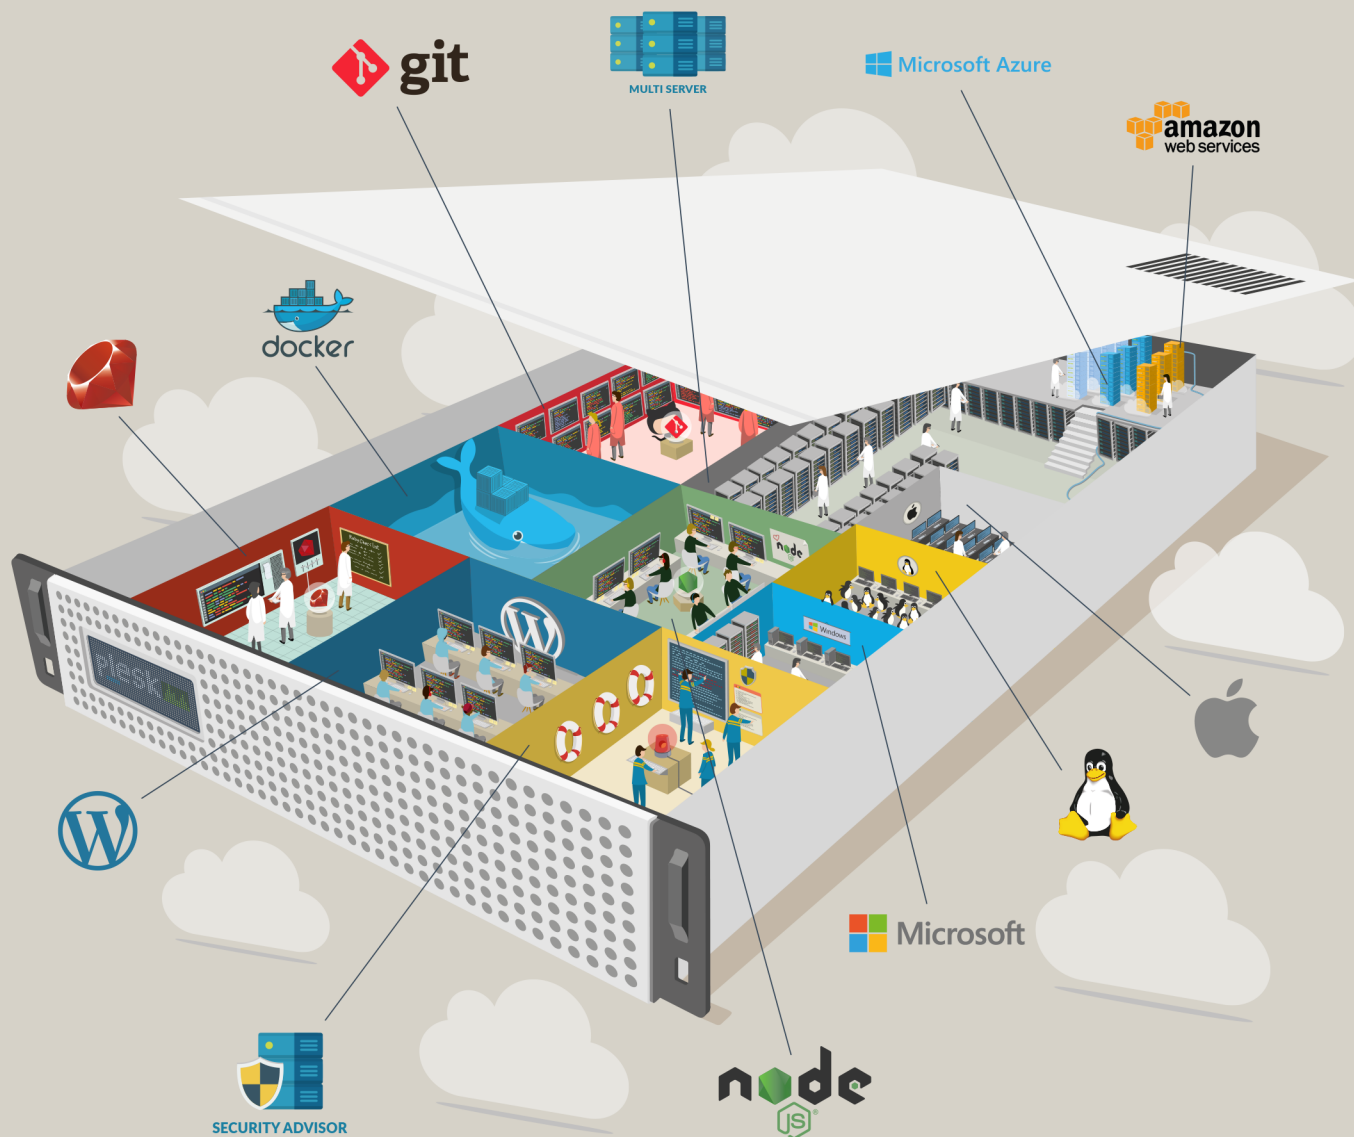 git
MULTI SERVER
Microsoft Azure
amazon
web services
docker
node
Windows
plesk
Microsoft
node
JS
SECURITY ADVISOR